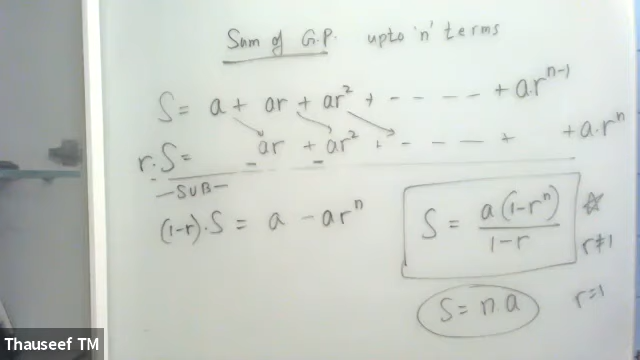 Sum of G.P. upto 'n' terms
S = a + ar + ar² + - - - - + a.rⁿ⁻¹
r.S = - ar + - ar² + - - - - + + a.rⁿ
-SUB-
(1-r).S = a - arⁿ
S = a(1-rⁿ) / 1-r ☆
r≠1
S = n.a r=1
Thauseef TM